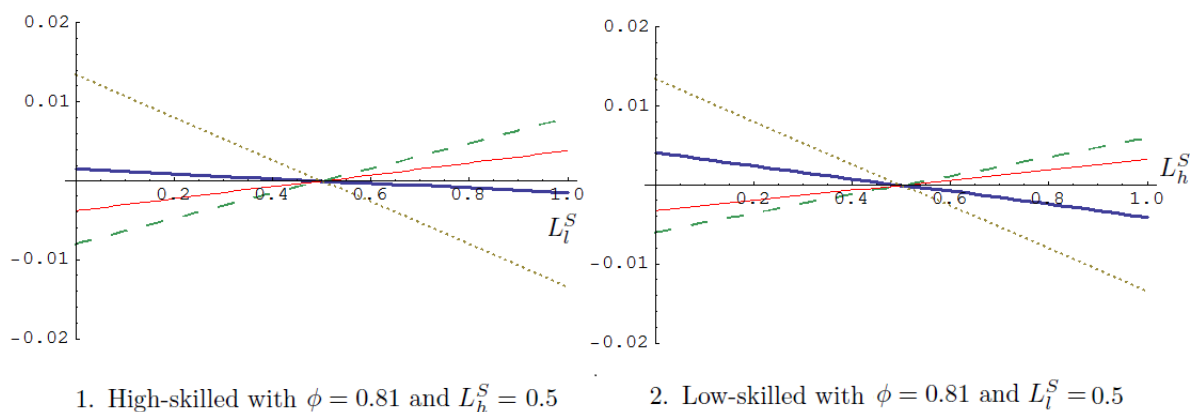 0.02
0.01
0.2 0.4 0.6 0.8 1.0
$L_l^S$
-0.01
-0.02
1. High-skilled with $\phi = 0.81$ and $L_h^S = 0.5$
0.02
0.01
$L_h^S$
0.2 0.4 0.6 0.8 1.0
-0.01
-0.02
2. Low-skilled with $\phi = 0.81$ and $L_l^S = 0.5$